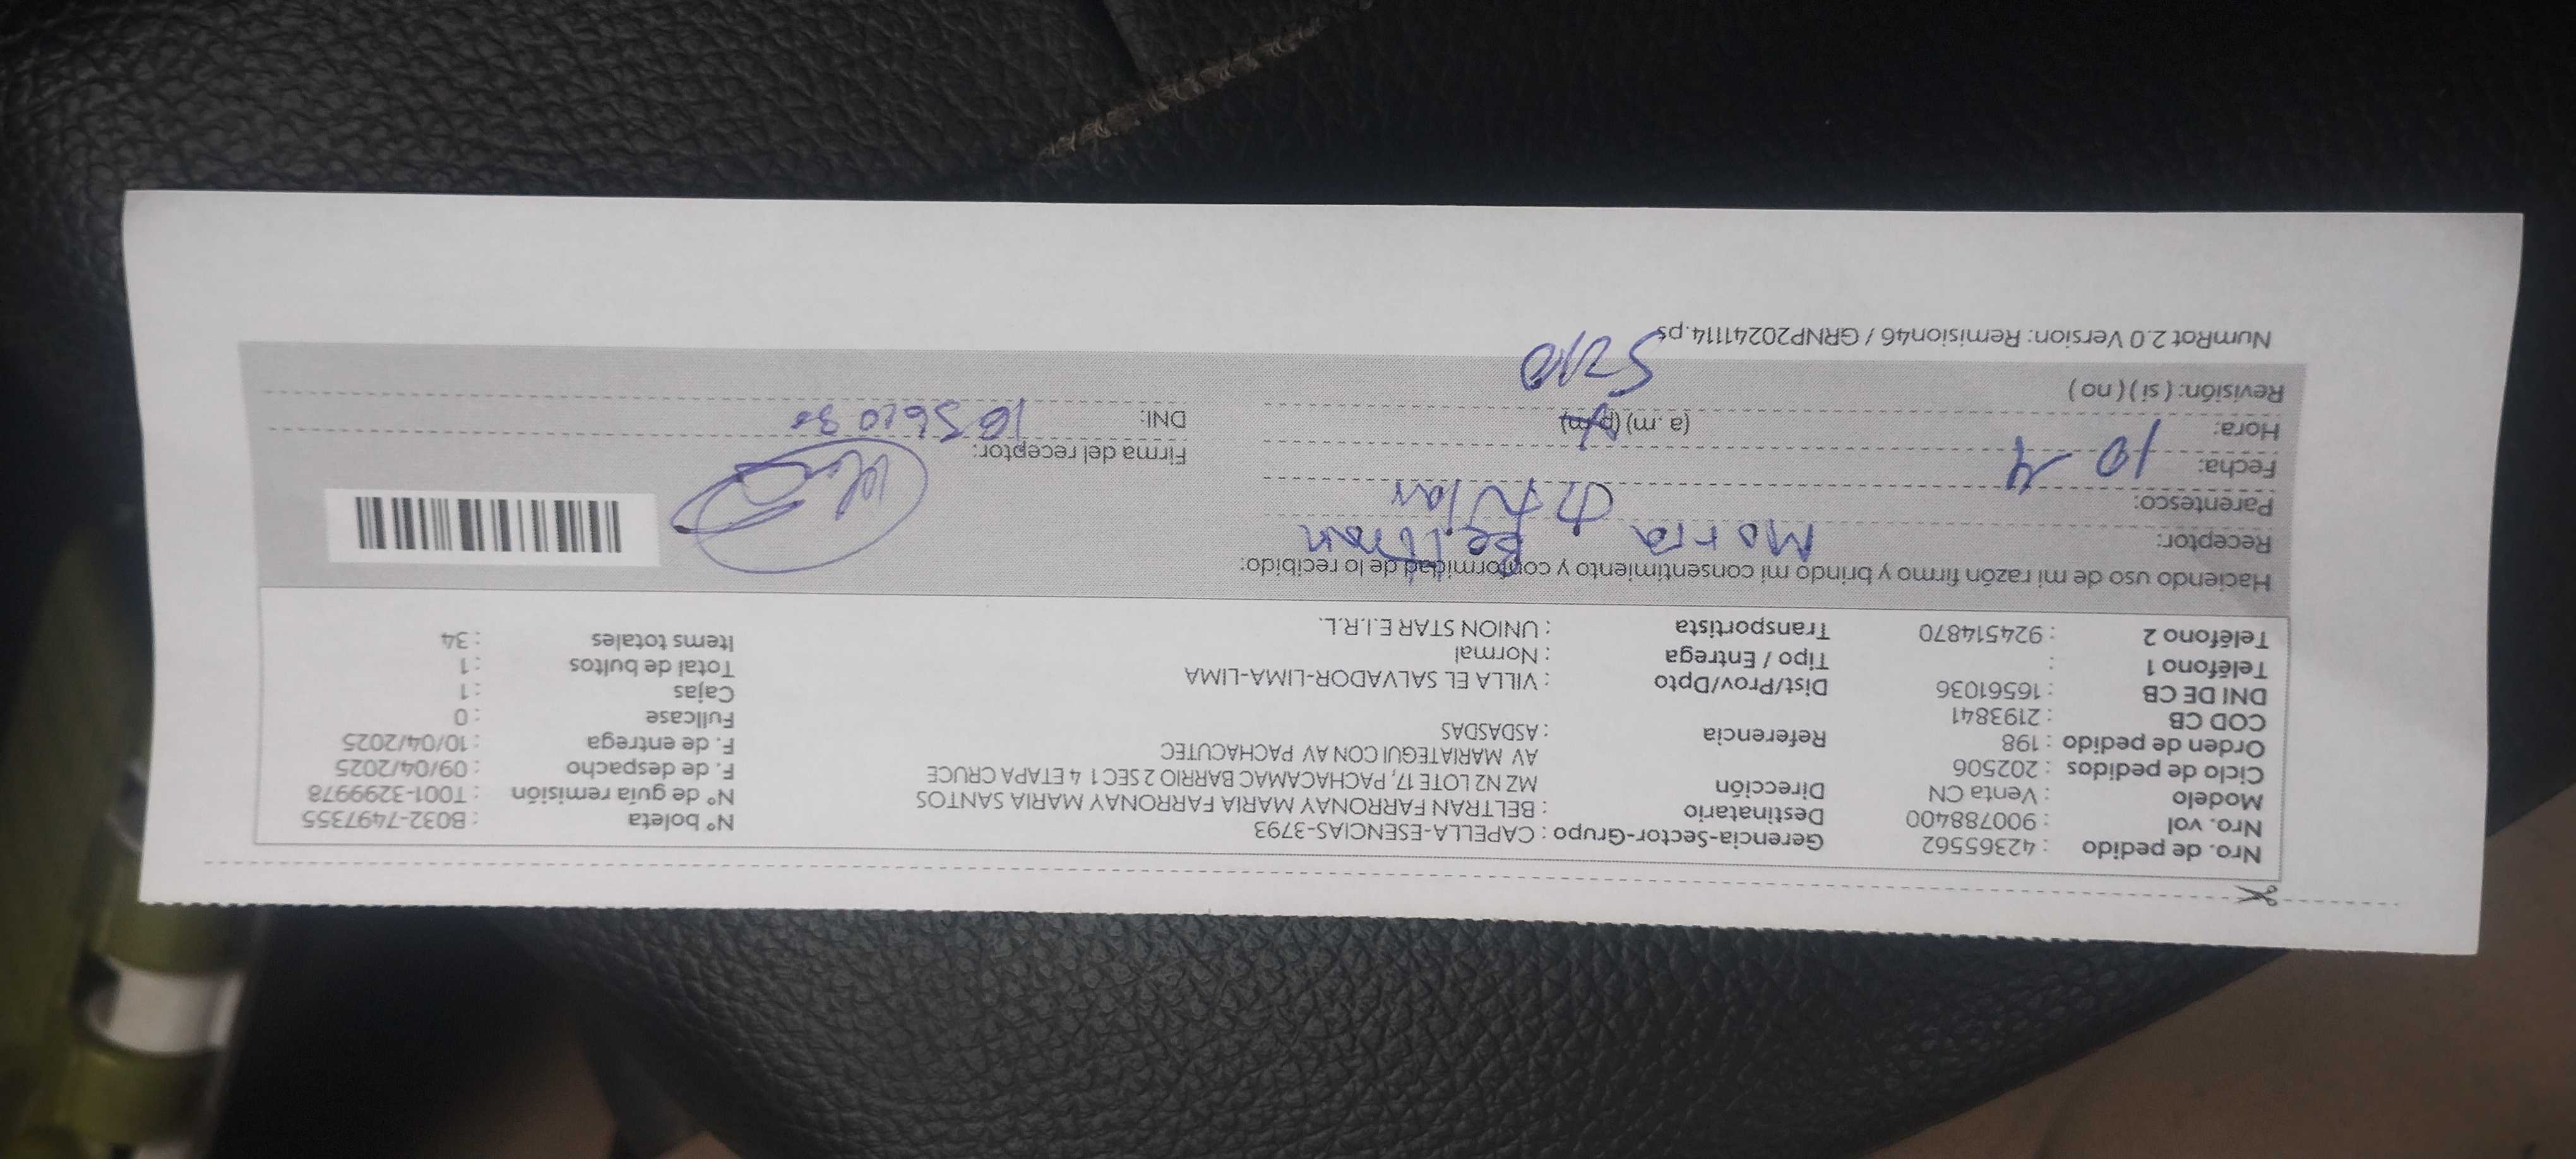 Nro. de pedido : 42365562 Gerencia-Sector-Grupo : CAPELLA-ESENCIAS-3793 N° boleta : B032-7497355
Nro. vol : 900788400 Destinatario : BELTRAN FARRONAY MARIA FARRONAY MARIA SANTOS N° de guía remisión : T001-3299978
Modelo : Venta CN Dirección MZ N2 LOTE 17, PACHACAMAC BARRIO 2 SEC 1 4 ETAPA CRUCE F. de despacho : 09/04/2025
Ciclo de pedidos : 202506 AV MARIATEGUI CON AV PACHACUTEC F. de entrega : 10/04/2025
Orden de pedido : 198 Referencia : ASDASDAS Fullcase : 0
COD CB : 2193841 Cajas : 1
DNI DE CB : 16561036 Dist/Prov/Dpto : VILLA EL SALVADOR-LIMA-LIMA Total de bultos : 1
Teléfono 1 : Tipo / Entrega : Normal Items totales : 34
Teléfono 2 : 924514870 Transportista : UNION STAR E.I.R.L.
Haciendo uso de mi razón firmo y brindo mi consentimiento y conformidad de lo recibido:
Receptor: Maria Beltran
Parentesco: titular
Fecha: 10 4 Firma del receptor:
Hora: (a.m) (p.m) DNI:
Revisión: ( si ) ( no )
NumRot 2.0 Version: Remision46 / GRNP20241114.ps